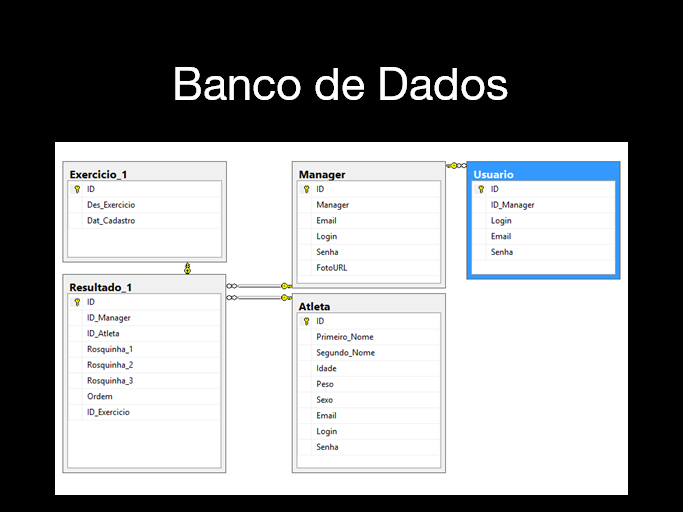 Banco de Dados
Exercicio_1
ID
Des_Exercicio
Dat_Cadastro
Manager
ID
Manager
Email
Login
Senha
FotoURL
Usuario
ID
ID_Manager
Login
Email
Senha
Resultado_1
ID
ID_Manager
ID_Atleta
Rosquinha_1
Rosquinha_2
Rosquinha_3
Ordem
ID_Exercicio
Atleta
ID
Primeiro_Nome
Segundo_Nome
Idade
Peso
Sexo
Email
Login
Senha